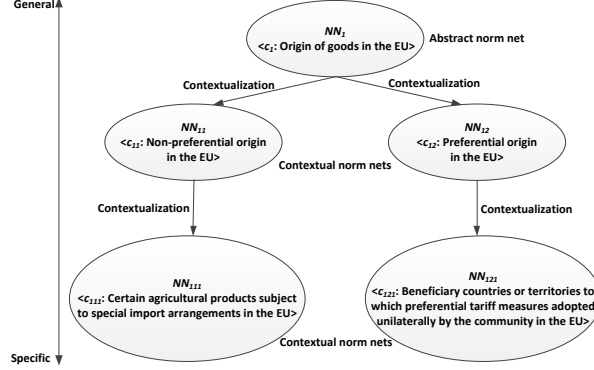 General
NN1
<c1: Origin of goods in the EU>
Abstract norm net
Contextualization
Contextualization
NN11
<c11: Non-preferential origin
in the EU>
NN12
<c12: Preferential origin
in the EU>
Contextual norm nets
Contextualization
Contextualization
NN111
<c111: Certain agricultural products subject
to special import arrangements in the EU>
NN121
<c121: Beneficiary countries or territories to
which preferential tariff measures adopted
unilaterally by the community in the EU>
Contextual norm nets
Specific